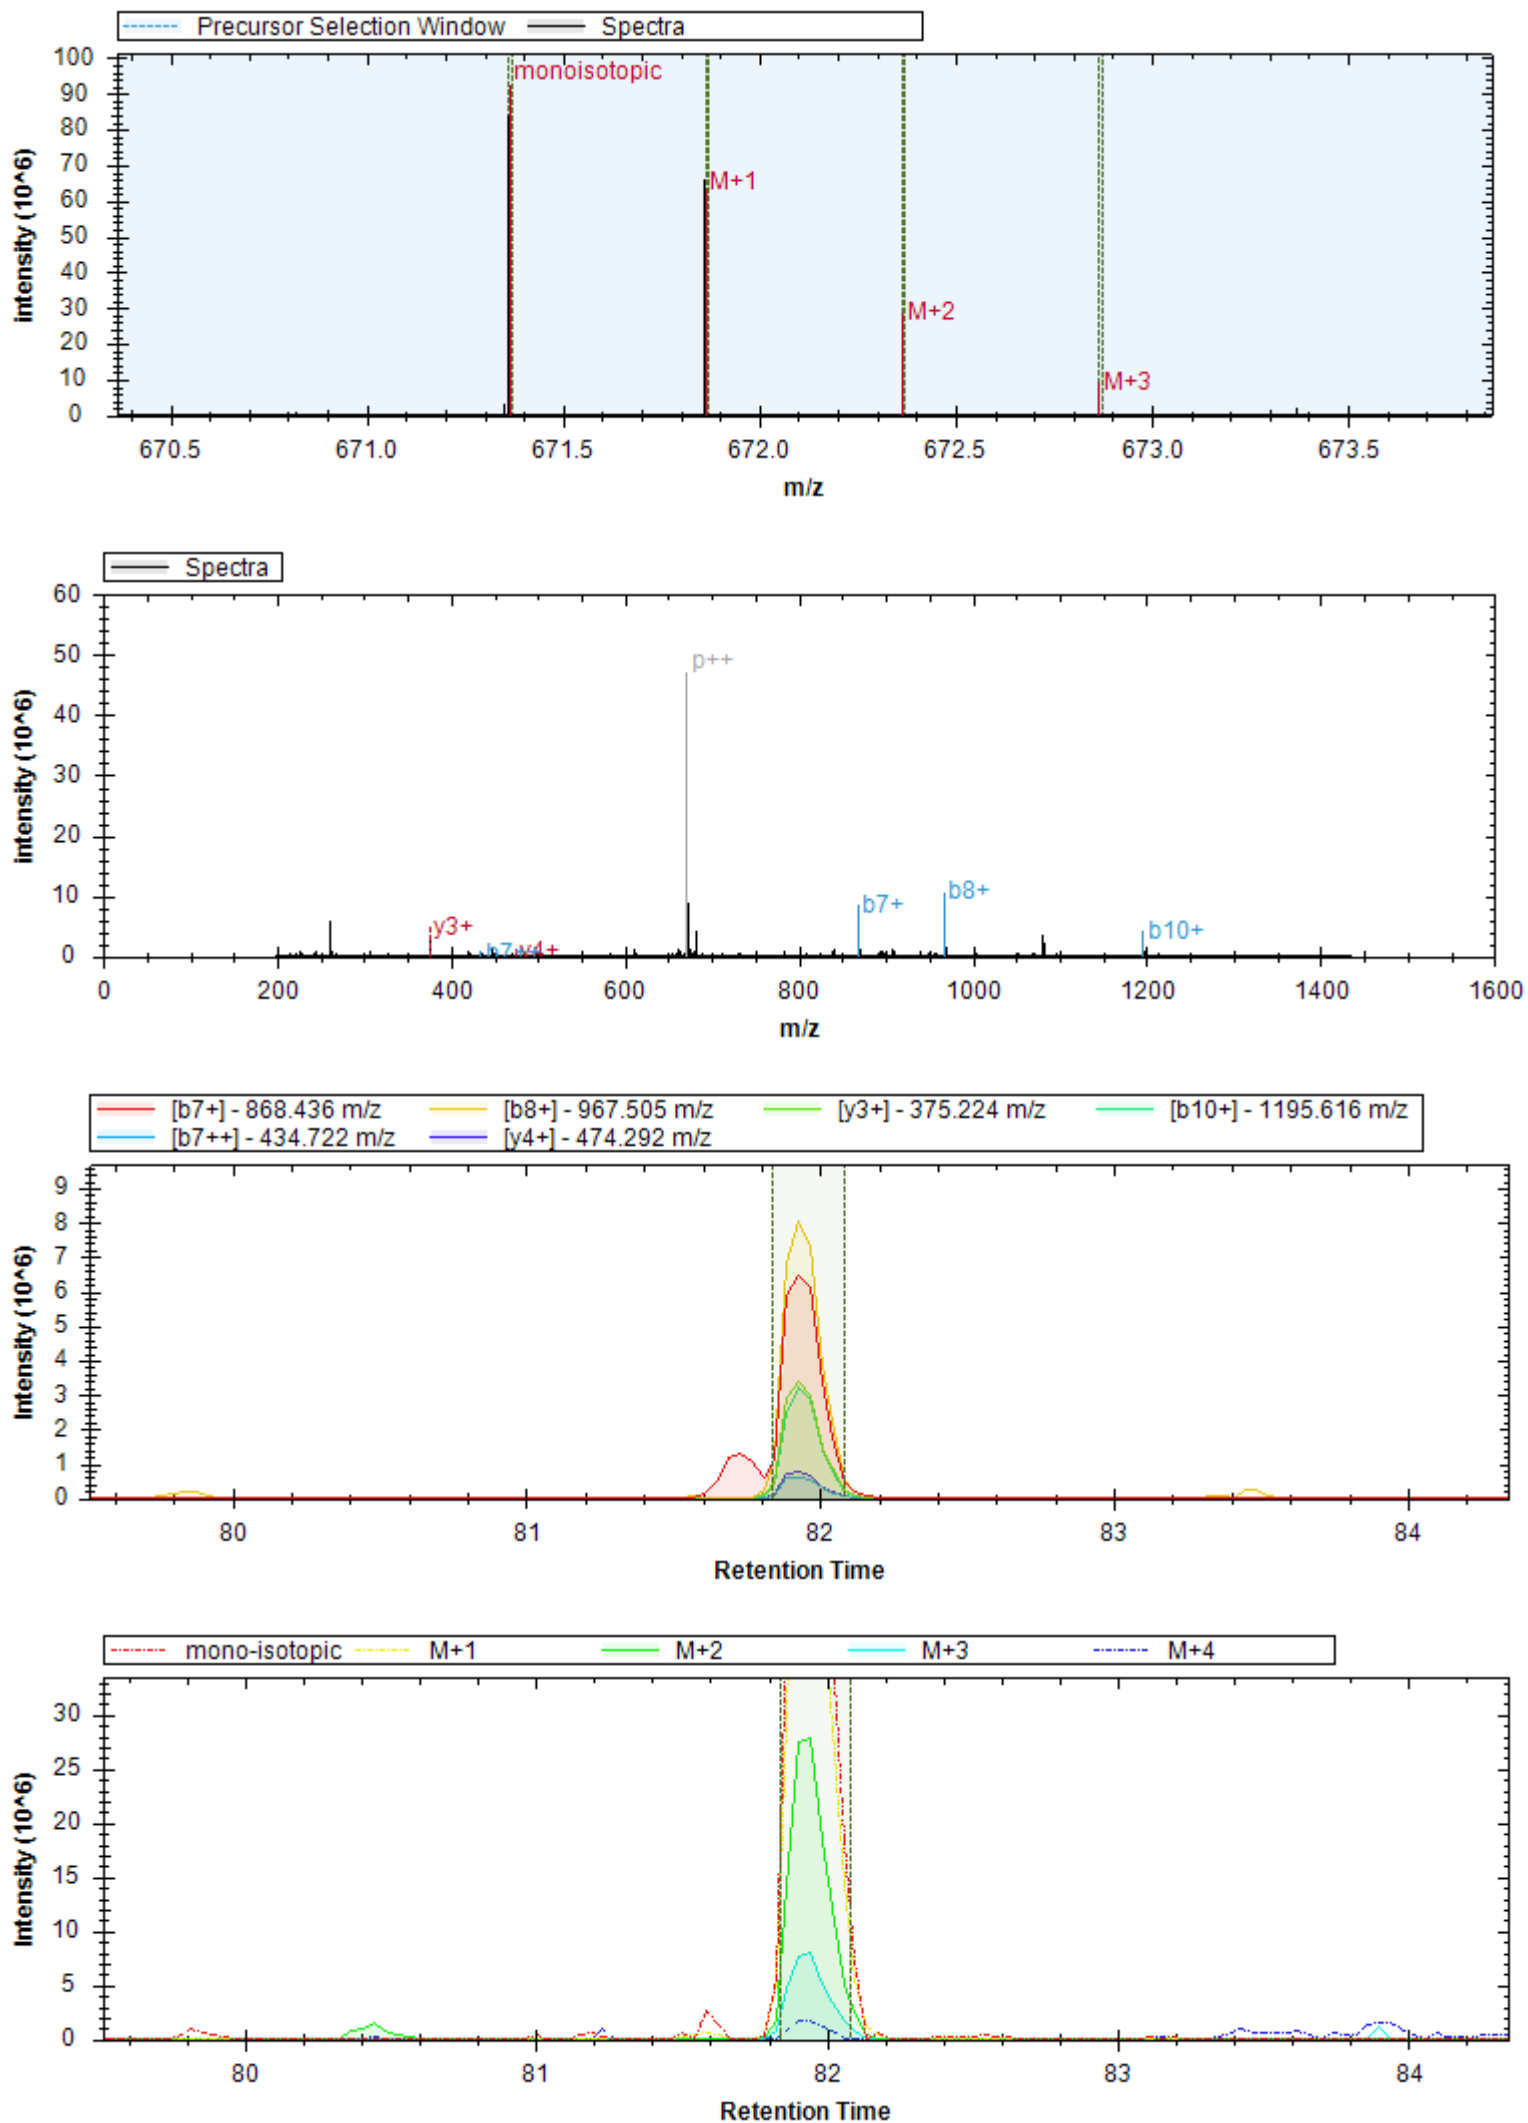 Precursor Selection Window Spectra
100
90
80
70
60
50
40
30
20
10
0
monoisotopic
M+1
M+2
M+3
intensity (10^6)
670.5 671.0 671.5 672.0 672.5 673.0 673.5
m/z
Spectra
60
50
40
30
20
10
0
p++
b7+
b8+
b10+
y3+
y4+
intensity (10^6)
0 200 400 600 800 1000 1200 1400 1600
m/z
[b7+] - 868.436 m/z [b8+] - 967.505 m/z [y3+] - 375.224 m/z [b10+] - 1195.616 m/z
[b7++] - 434.722 m/z [y4+] - 474.292 m/z
9
8
7
6
5
4
3
2
1
0
Intensity (10^6)
80 81 82 83 84
Retention Time
mono-isotopic M+1 M+2 M+3 M+4
30
25
20
15
10
5
0
Intensity (10^6)
80 81 82 83 84
Retention Time